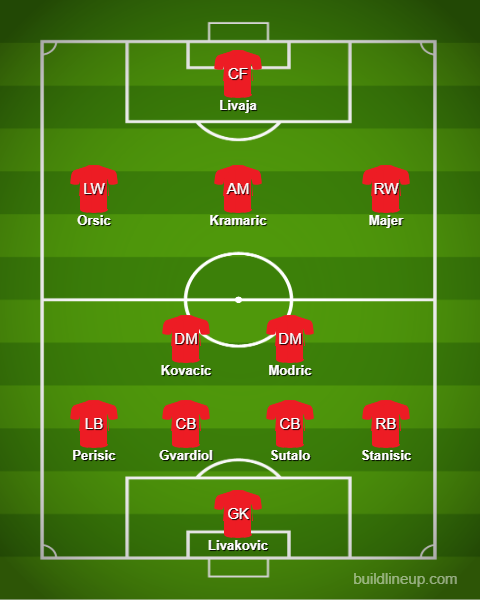 CF
Livaja
LW
AM
RW
Orsic
Kramaric
Majer
DM
DM
Kovacic
Modric
LB
CB
CB
RB
Perisic
Gvardiol
Sutalo
Stanisic
GK
Livakovic
buildlineup.com